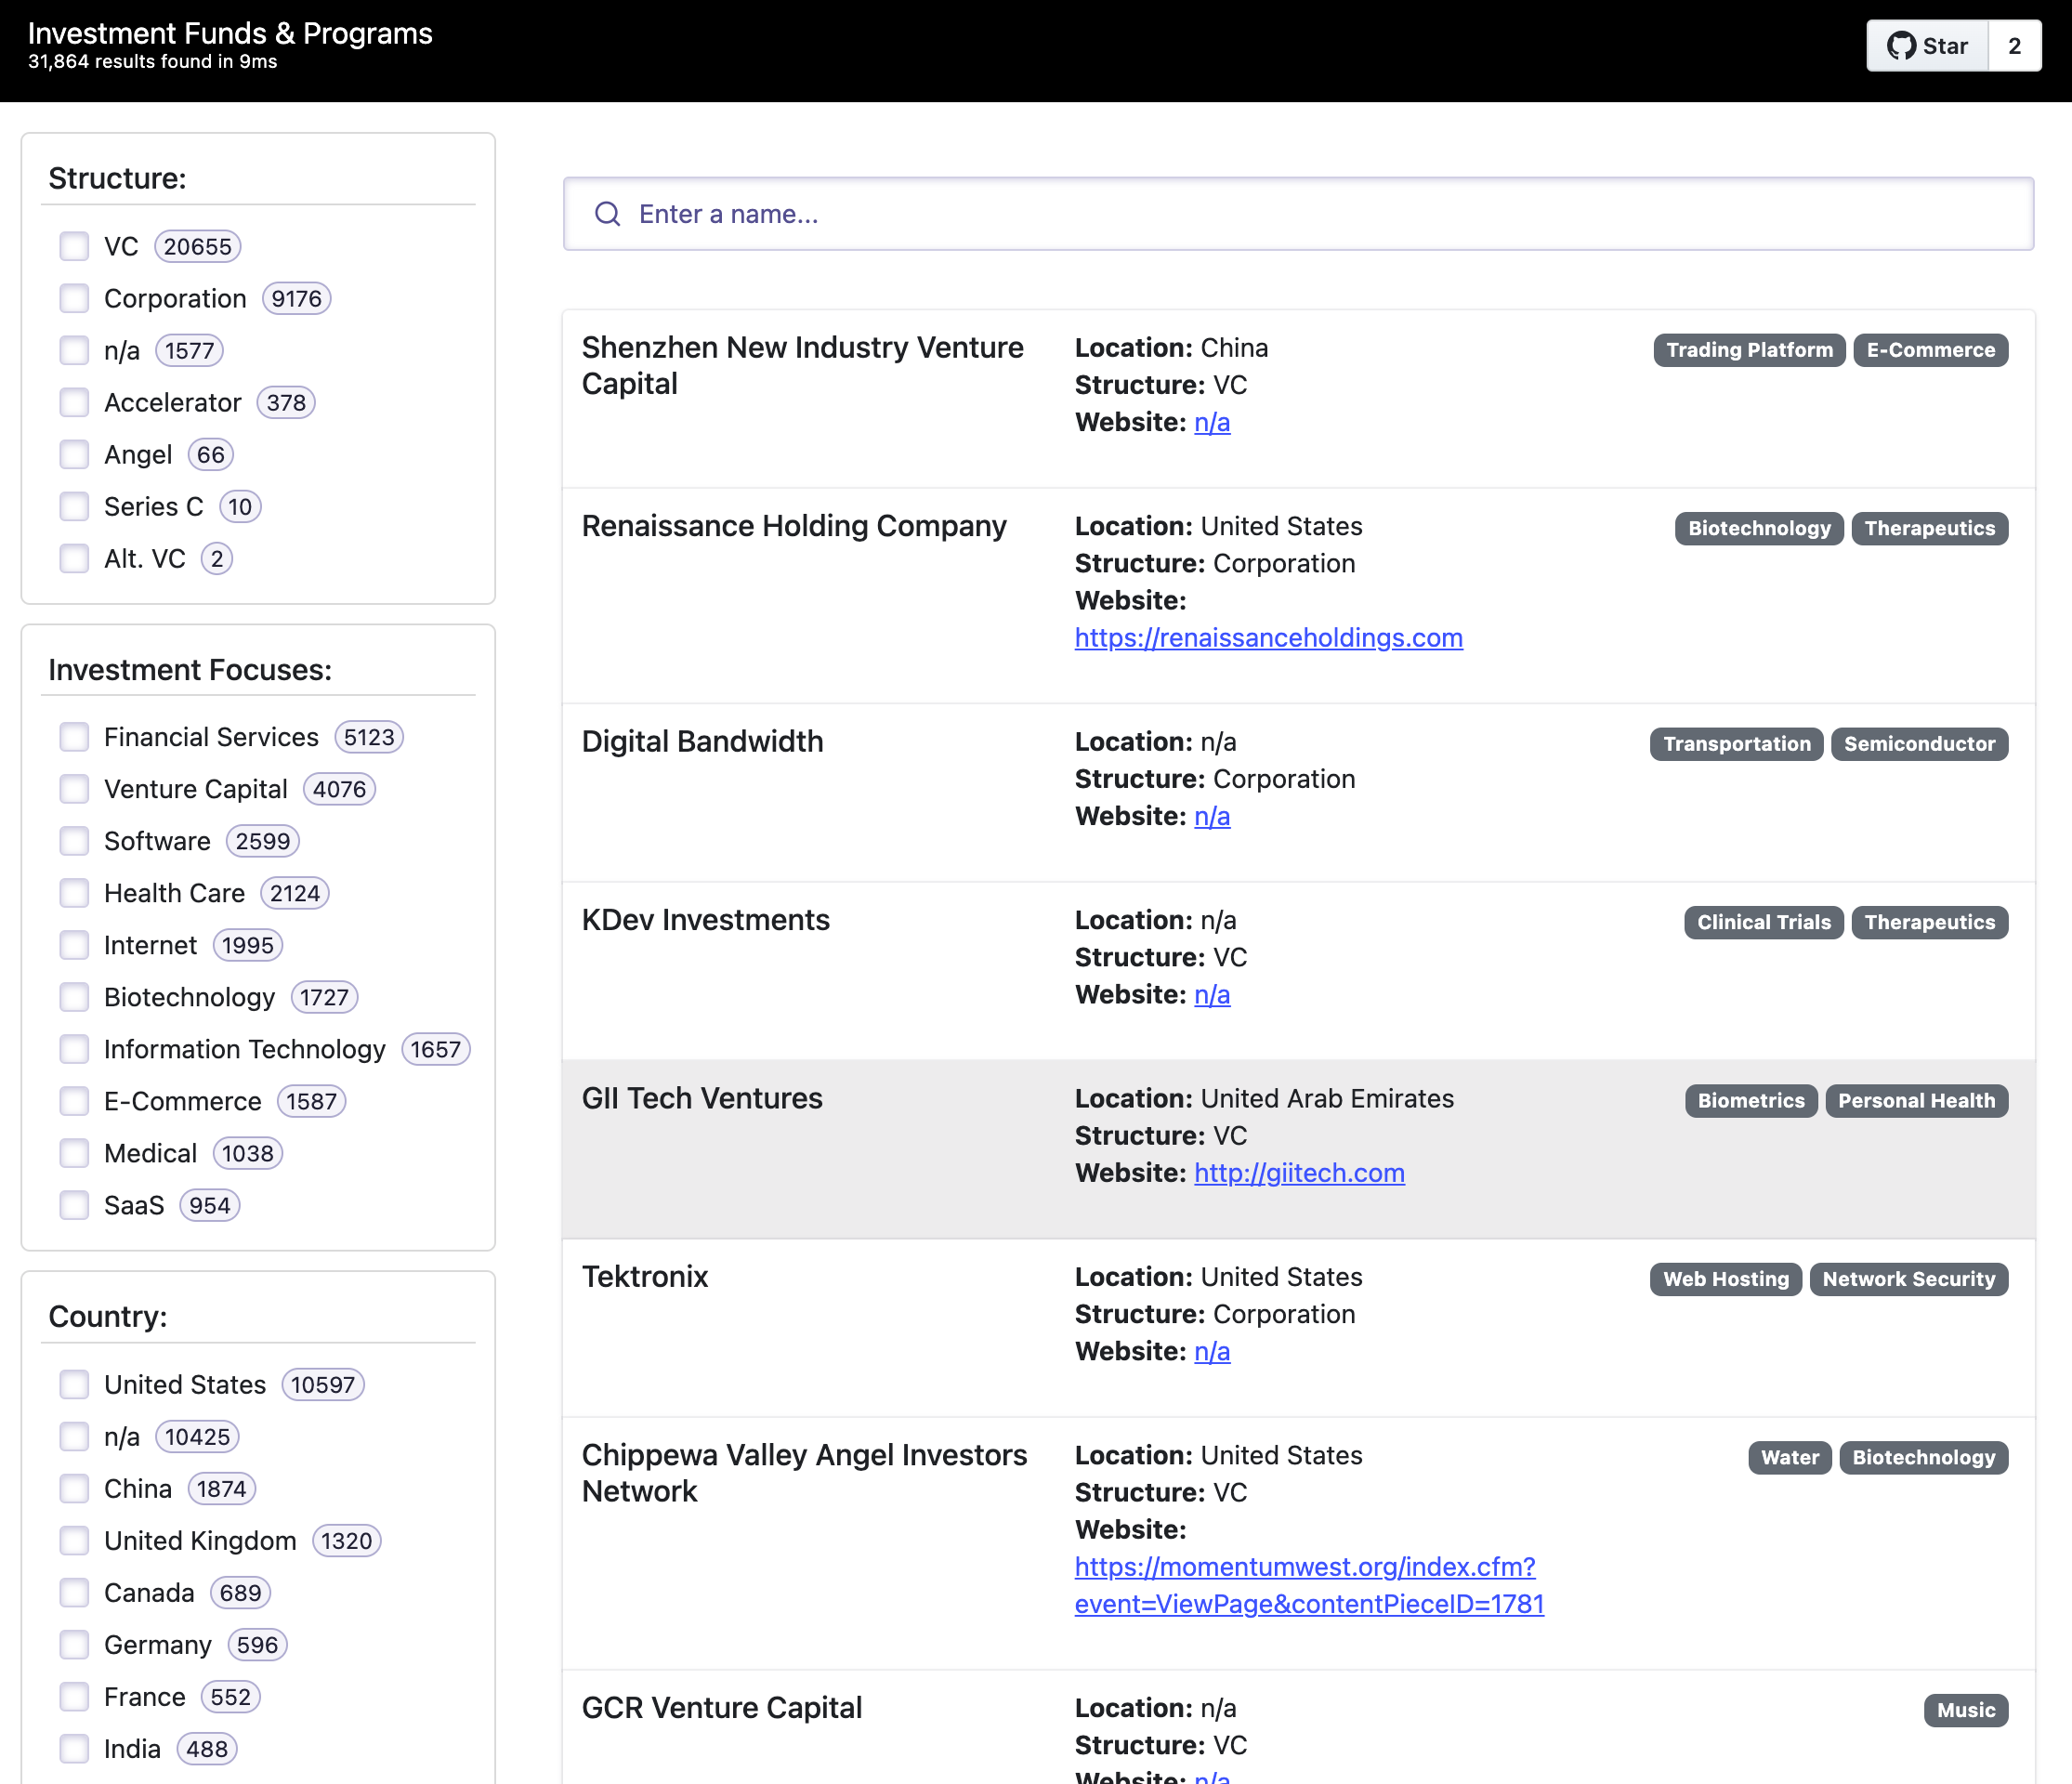 Investment Funds & Programs
31,864 results found in 9ms
Star 2
Structure:
VC 20655
Corporation 9176
n/a 1577
Accelerator 378
Angel 66
Series C 10
Alt. VC 2
Investment Focuses:
Financial Services 5123
Venture Capital 4076
Software 2599
Health Care 2124
Internet 1995
Biotechnology 1727
Information Technology 1657
E-Commerce 1587
Medical 1038
SaaS 954
Country:
United States 10597
n/a 10425
China 1874
United Kingdom 1320
Canada 689
Germany 596
France 552
India 488
Enter a name...
Shenzhen New Industry Venture
Capital
Location: China
Structure: VC
Website: n/a
Trading Platform E-Commerce
Renaissance Holding Company
Location: United States
Structure: Corporation
Website:
https://renaissanceholdings.com
Biotechnology Therapeutics
Digital Bandwidth
Location: n/a
Structure: Corporation
Website: n/a
Transportation Semiconductor
KDev Investments
Location: n/a
Structure: VC
Website: n/a
Clinical Trials Therapeutics
GII Tech Ventures
Location: United Arab Emirates
Structure: VC
Website: http://giitech.com
Biometrics Personal Health
Tektronix
Location: United States
Structure: Corporation
Website: n/a
Web Hosting Network Security
Chippewa Valley Angel Investors
Network
Location: United States
Structure: VC
Website:
https://momentumwest.org/index.cfm?
event=ViewPage&contentPieceID=1781
Water Biotechnology
GCR Venture Capital
Location: n/a
Structure: VC
Website: n/a
Music